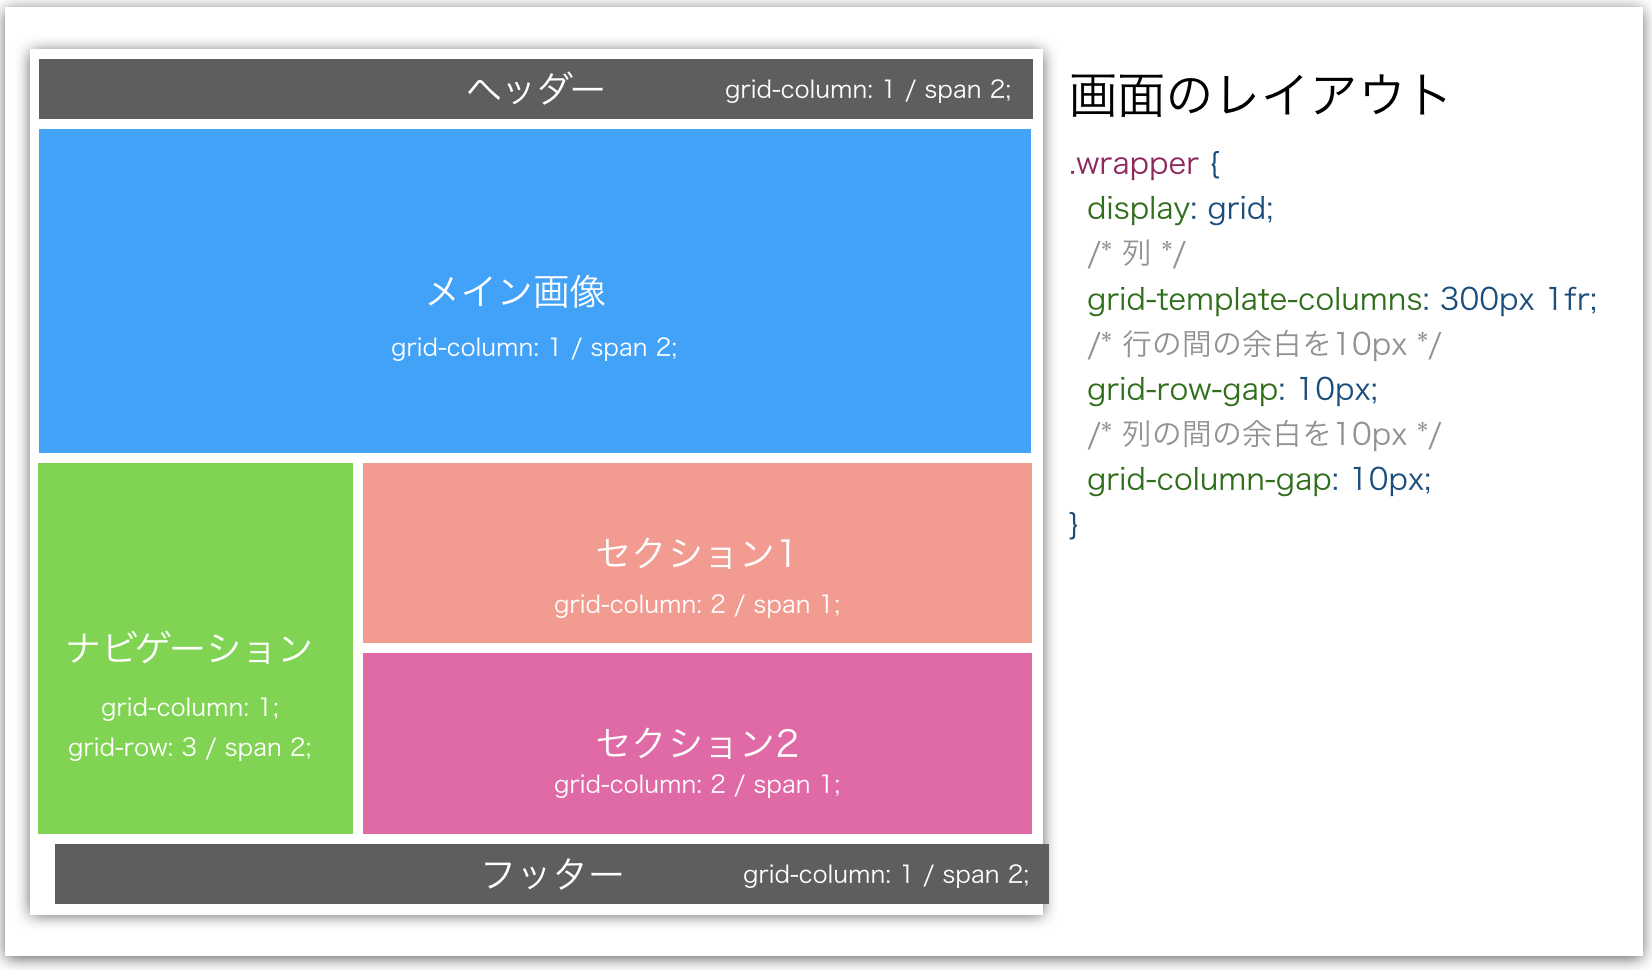 ヘッダー grid-column: 1 / span 2;
メイン画像
grid-column: 1 / span 2;
ナビゲーション
grid-column: 1;
grid-row: 3 / span 2;
セクション1
grid-column: 2 / span 1;
セクション2
grid-column: 2 / span 1;
フッター grid-column: 1 / span 2;
画面のレイアウト
.wrapper {
display: grid;
/* 列 */
grid-template-columns: 300px 1fr;
/* 行の間の余白を10px */
grid-row-gap: 10px;
/* 列の間の余白を10px */
grid-column-gap: 10px;
}